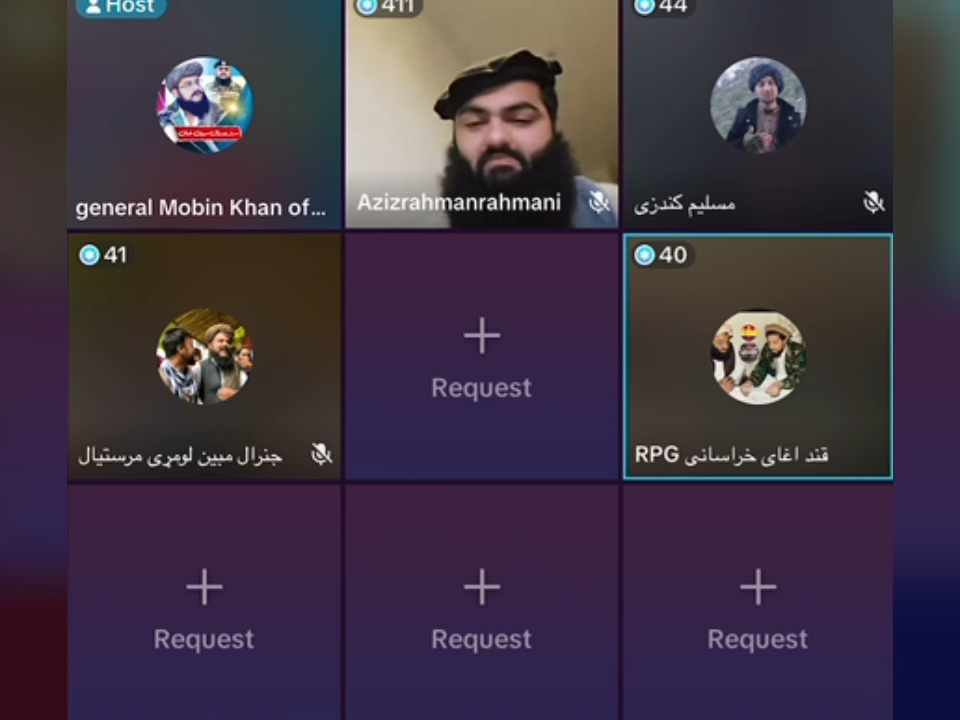 Host
411
44
general Mobin Khan of...
Azizrahmanrahmani
مسلیم کندزی
41
40
Request
جنرال مبین لومړی مرستیال
قند اغای خراسانی RPG
Request
Request
Request